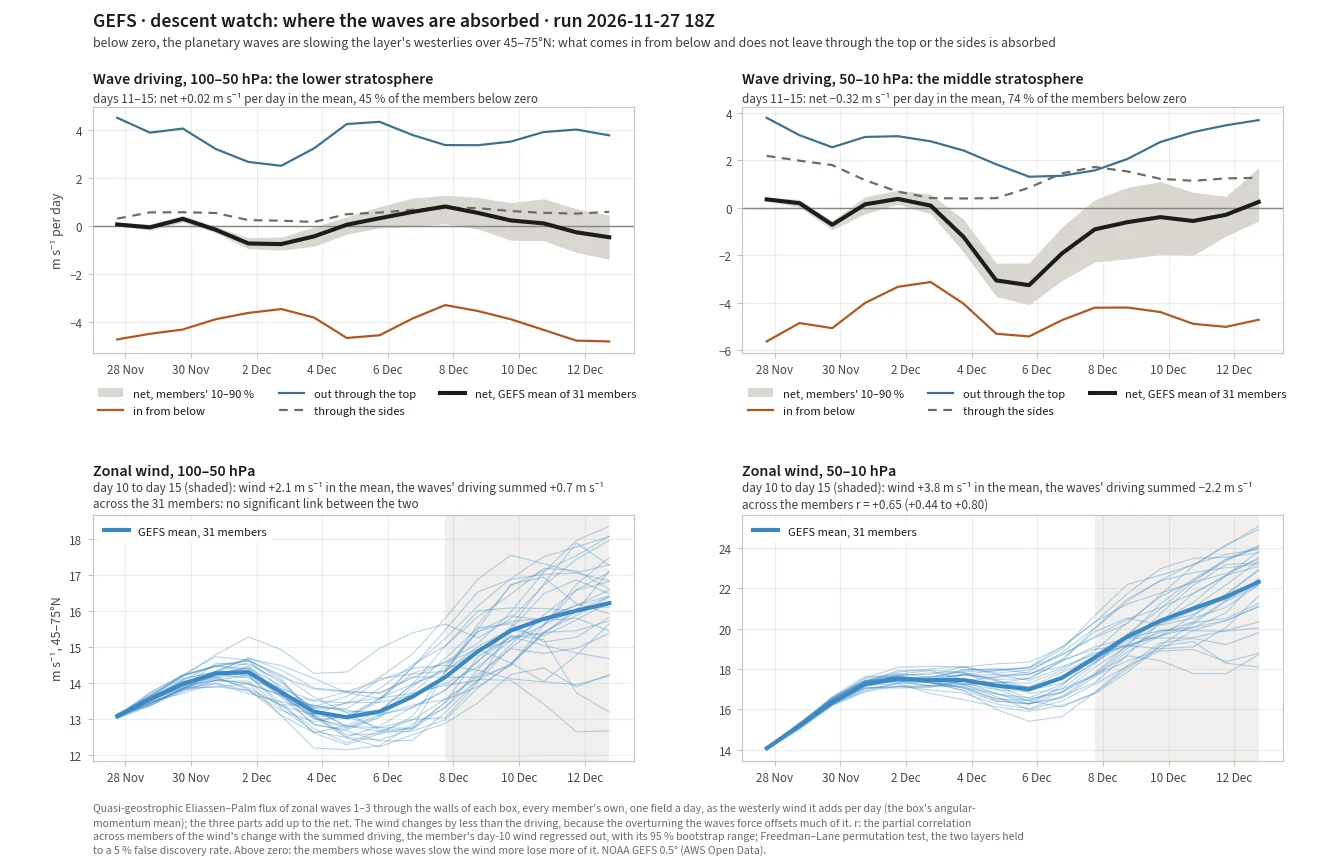 GEFS · descent watch: where the waves are absorbed · run 2026-11-27 18Z
below zero, the planetary waves are slowing the layer's westerlies over 45–75°N: what comes in from below and does not leave through the top or the sides is absorbed
Wave driving, 100–50 hPa: the lower stratosphere
days 11–15: net +0.02 m s⁻¹ per day in the mean, 45 % of the members below zero
m s⁻¹ per day
4
2
0
−2
−4
28 Nov
30 Nov
2 Dec
4 Dec
6 Dec
8 Dec
10 Dec
12 Dec
net, members' 10–90 %
out through the top
net, GEFS mean of 31 members
in from below
through the sides
Wave driving, 50–10 hPa: the middle stratosphere
days 11–15: net −0.32 m s⁻¹ per day in the mean, 74 % of the members below zero
4
2
0
−2
−4
−6
28 Nov
30 Nov
2 Dec
4 Dec
6 Dec
8 Dec
10 Dec
12 Dec
net, members' 10–90 %
out through the top
net, GEFS mean of 31 members
in from below
through the sides
Zonal wind, 100–50 hPa
day 10 to day 15 (shaded): wind +2.1 m s⁻¹ in the mean, the waves' driving summed +0.7 m s⁻¹
across the 31 members: no significant link between the two
m s⁻¹, 45–75°N
GEFS mean, 31 members
18
17
16
15
14
13
12
28 Nov
30 Nov
2 Dec
4 Dec
6 Dec
8 Dec
10 Dec
12 Dec
Zonal wind, 50–10 hPa
day 10 to day 15 (shaded): wind +3.8 m s⁻¹ in the mean, the waves' driving summed −2.2 m s⁻¹
across the members r = +0.65 (+0.44 to +0.80)
GEFS mean, 31 members
24
22
20
18
16
14
28 Nov
30 Nov
2 Dec
4 Dec
6 Dec
8 Dec
10 Dec
12 Dec
Quasi-geostrophic Eliassen–Palm flux of zonal waves 1–3 through the walls of each box, every member's own, one field a day, as the westerly wind it adds per day (the box's angular-
momentum mean); the three parts add up to the net. The wind changes by less than the driving, because the overturning the waves force offsets much of it. r: the partial correlation
across members of the wind's change with the summed driving, the member's day-10 wind regressed out, with its 95 % bootstrap range; Freedman–Lane permutation test, the two layers held
to a 5 % false discovery rate. Above zero: the members whose waves slow the wind more lose more of it. NOAA GEFS 0.5° (AWS Open Data).